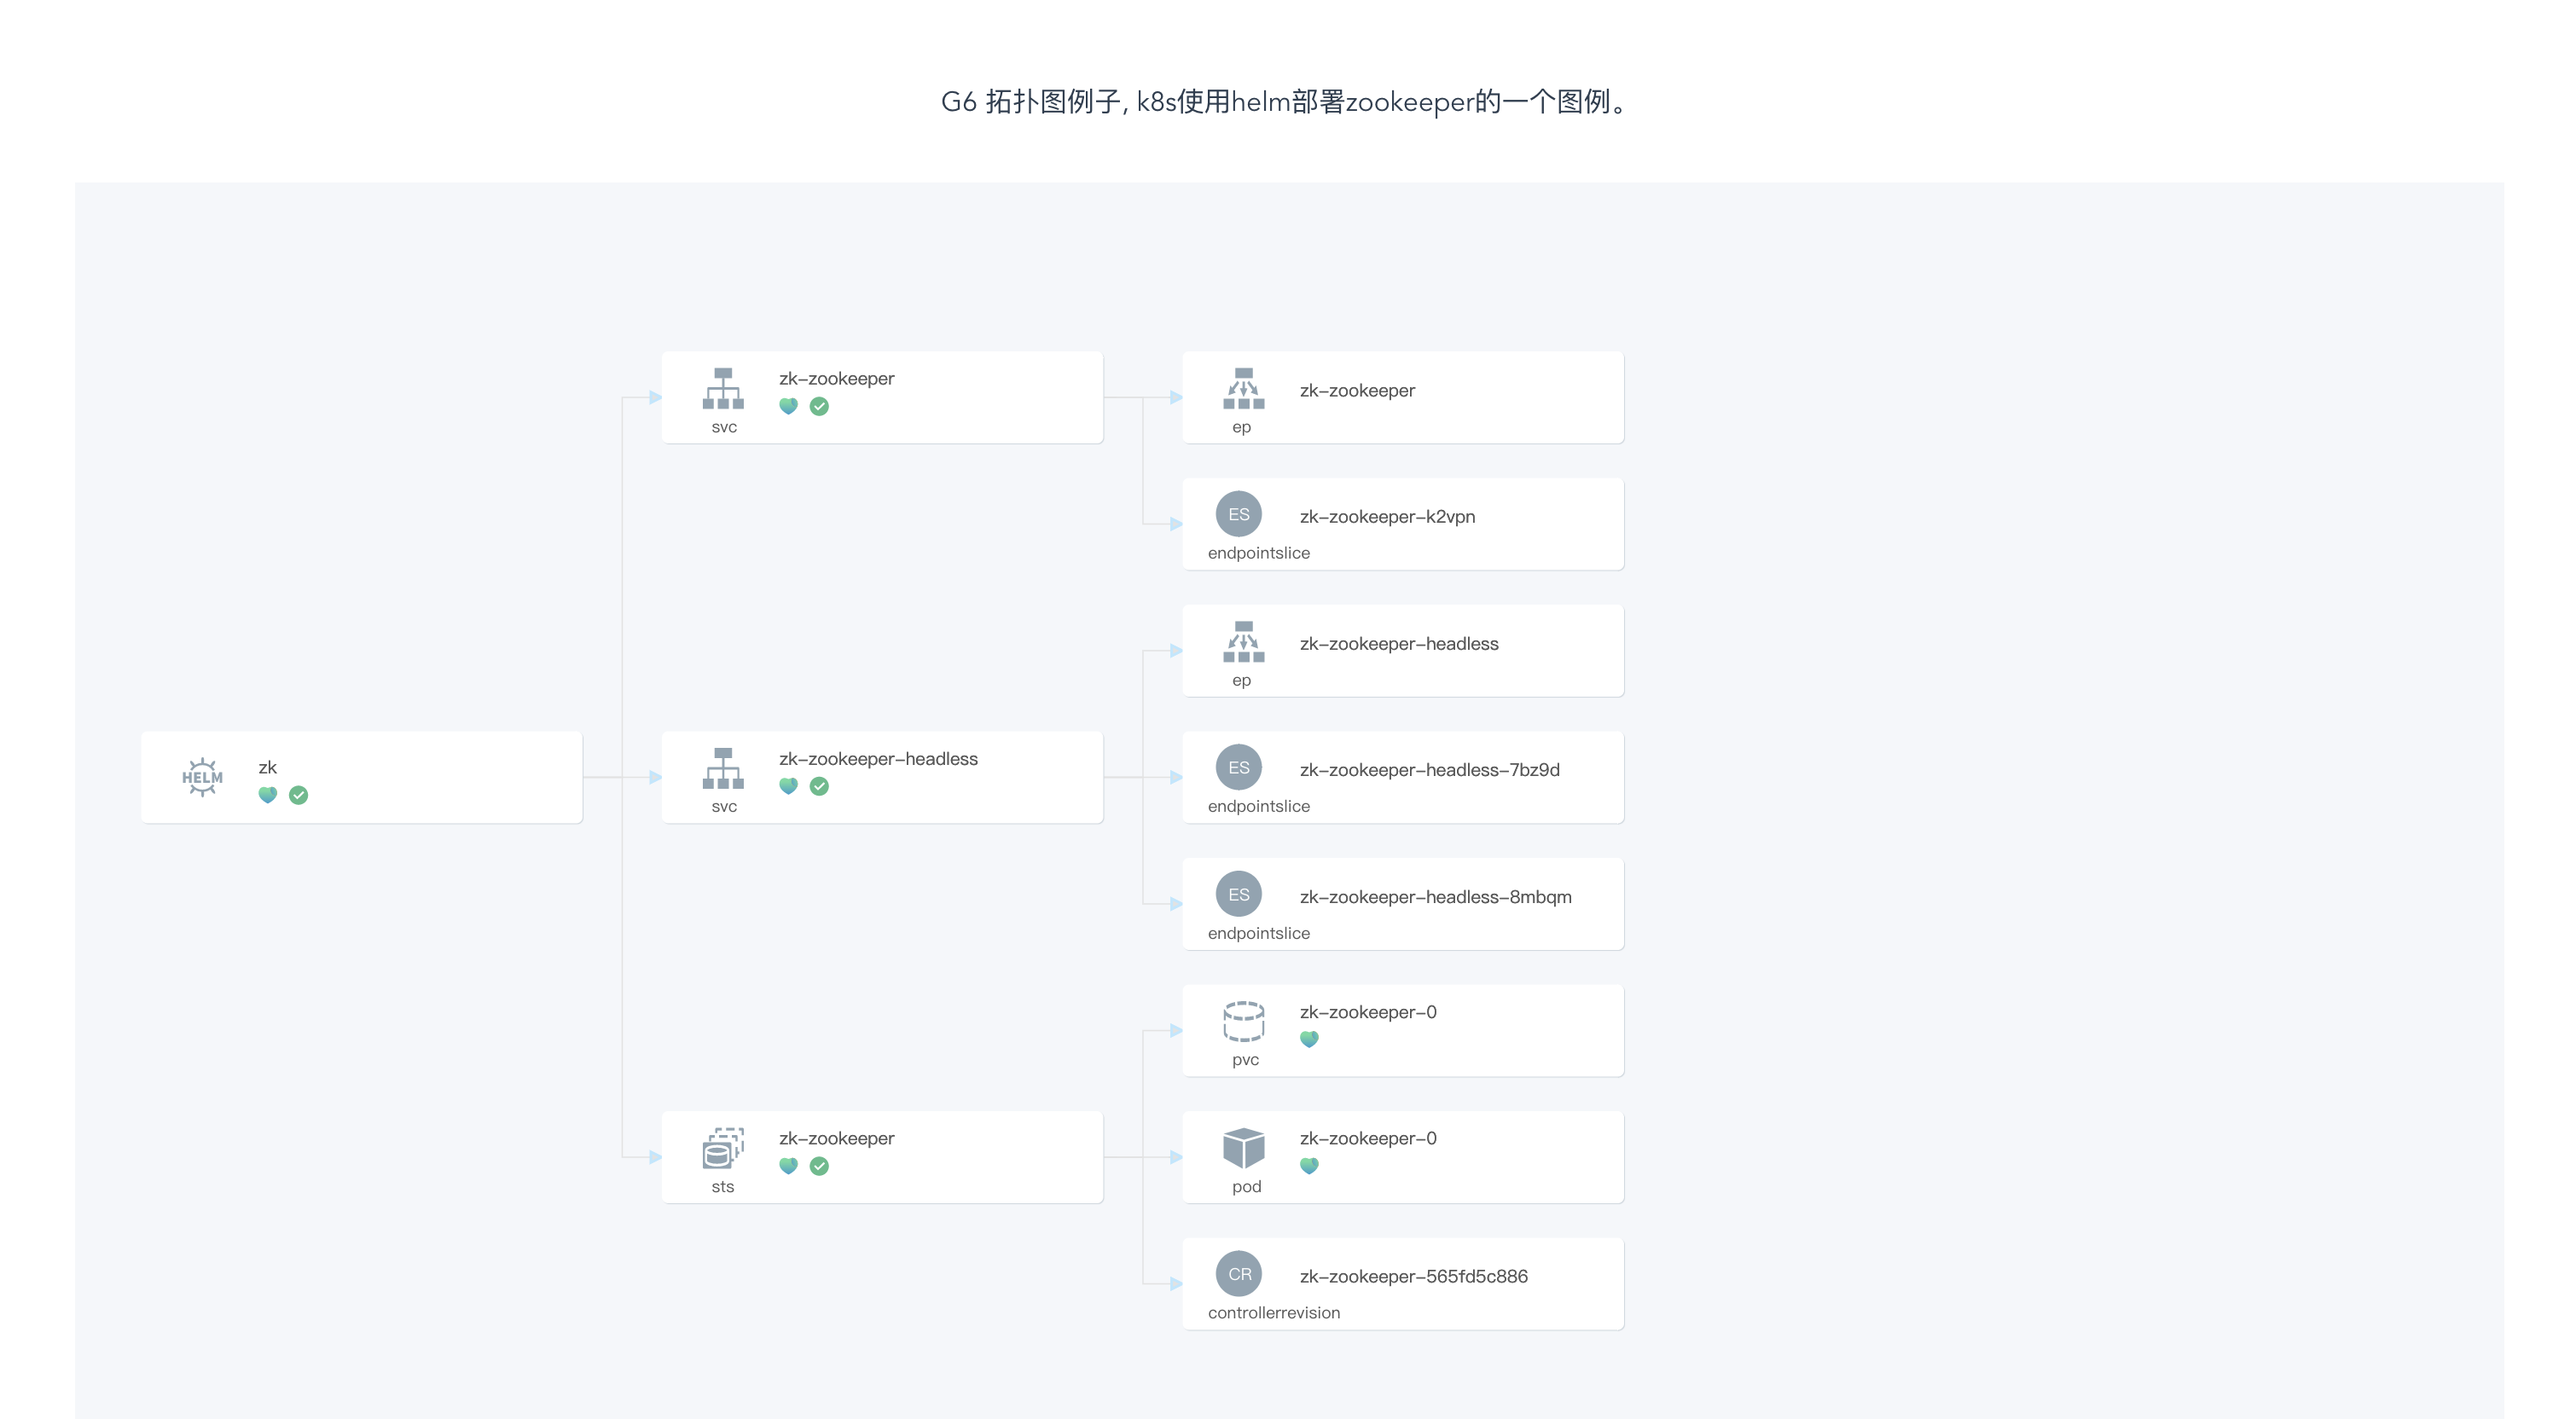 G6 拓扑图例子, k8s使用helm部署zookeeper的一个图例。
zk-zookeeper
svc
zk-zookeeper
ep
ES
zk-zookeeper-k2vpn
endpointslice
zk-zookeeper-headless
ep
HELM
zk
zk-zookeeper-headless
svc
ES
zk-zookeeper-headless-7bz9d
endpointslice
ES
zk-zookeeper-headless-8mbqm
endpointslice
zk-zookeeper-0
pvc
zk-zookeeper
sts
zk-zookeeper-0
pod
CR
zk-zookeeper-565fd5c886
controllerrevision